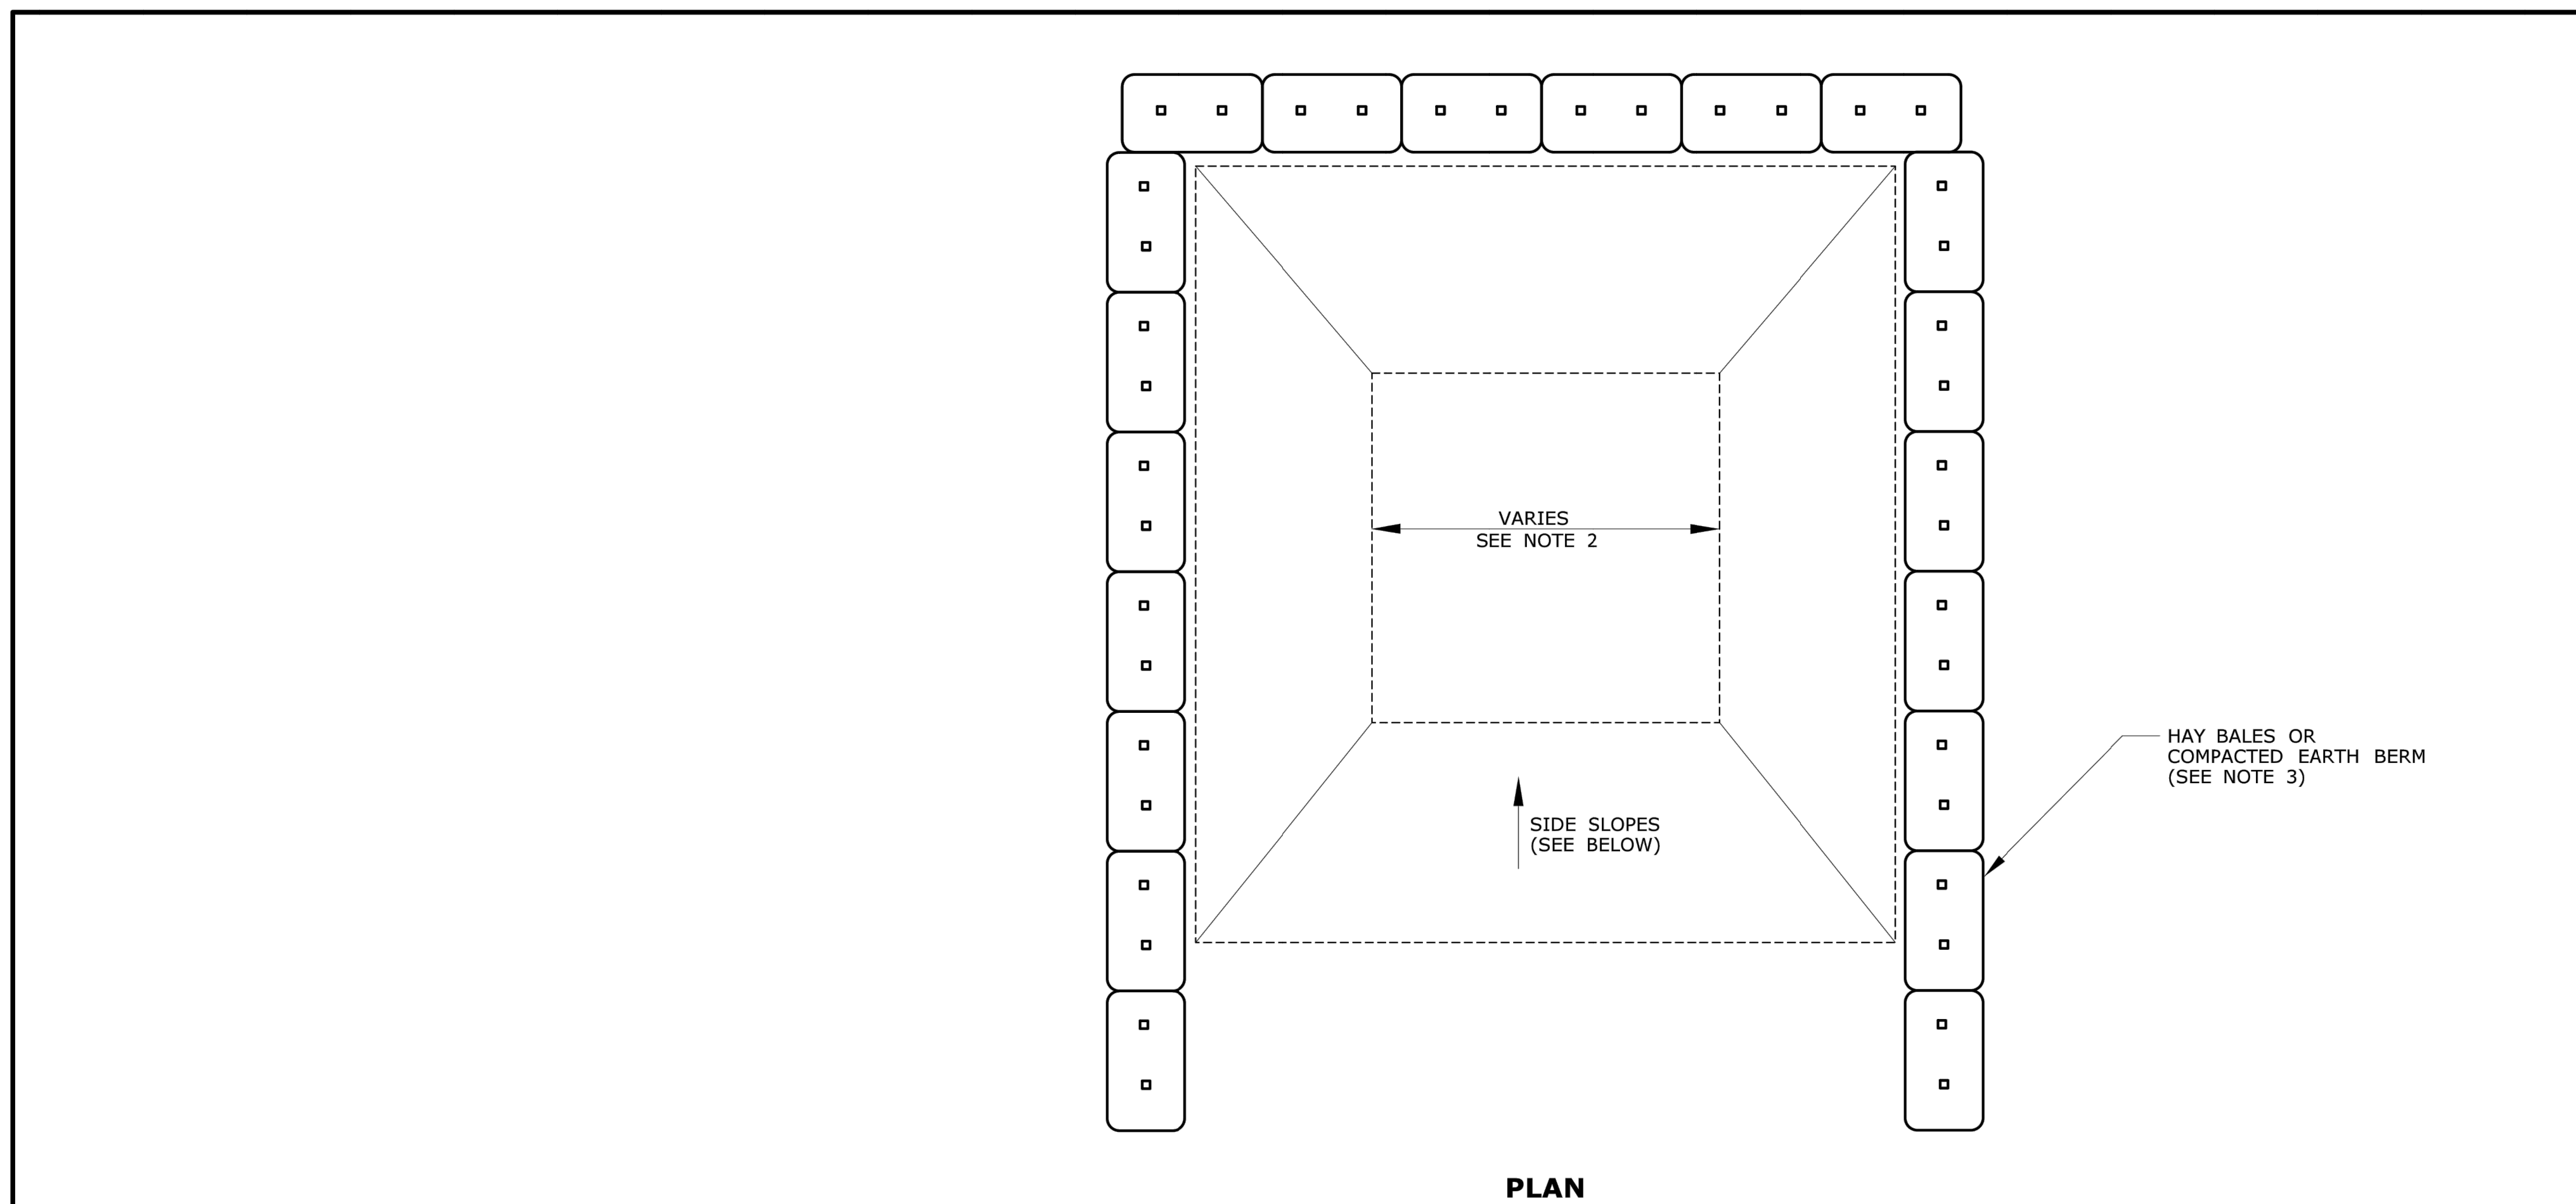 VARIES
SEE NOTE 2
HAY BALES OR
COMPACTED EARTH BERM
(SEE NOTE 3)
SIDE SLOPES
(SEE BELOW)
PLAN